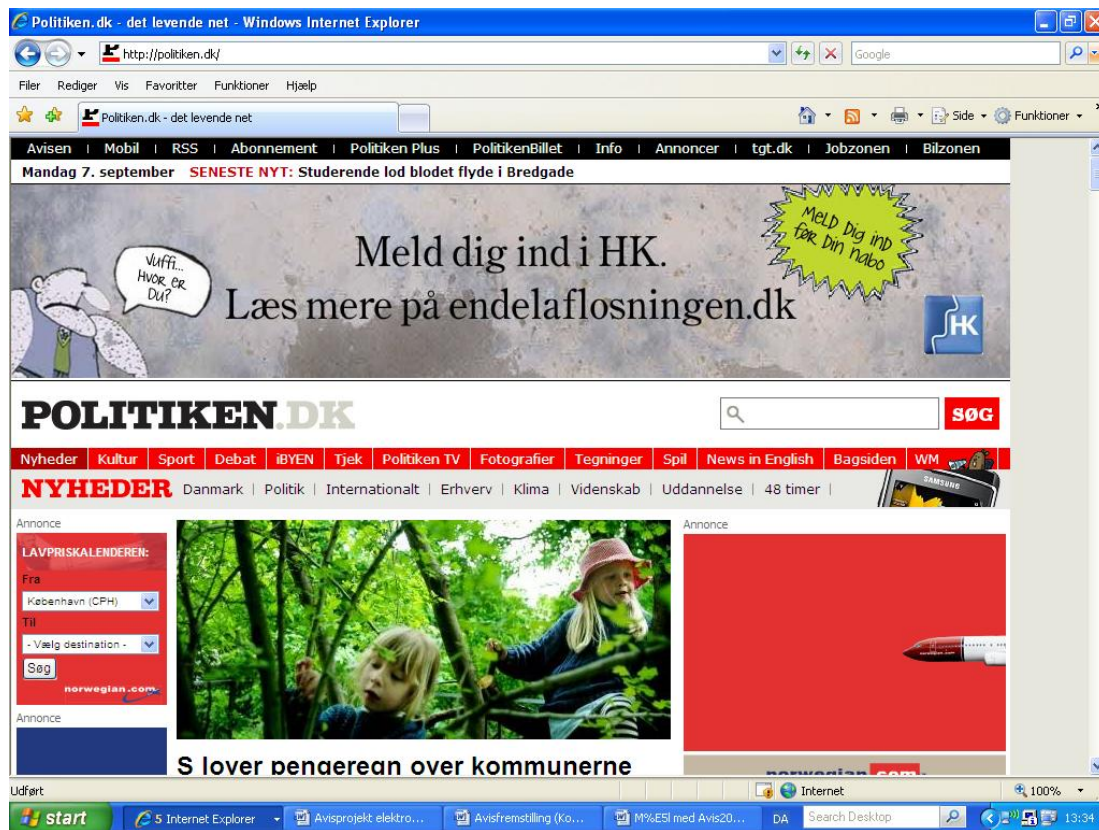 Politiken.dk - det levende net - Windows Internet Explorer
http://politiken.dk/
Google
Filer Rediger Vis Favoritter Funktioner Hjælp
Politiken.dk - det levende net
Side Funktioner
Avisen | Mobil | RSS | Abonnement | Politiken Plus | PolitikenBillet | Info | Annoncer | tgt.dk | Jobzonen | Bilzonen
Mandag 7. september SENESTE NYT: Studerende lod blodet flyde i Bredgade
Vuffi...
Hvor er
Du?
Meld dig ind i HK.
Læs mere på endelaflosningen.dk
Meld Dig ind
før Din nabo
HK
POLITIKEN.DK
SØG
Nyheder Kultur Sport Debat iBYEN Tjek Politiken TV Fotografier Tegninger Spil News in English Bagsiden WM
NYHEDER Danmark | Politik | Internationalt | Erhverv | Klima | Videnskab | Uddannelse | 48 timer |
SAMSUNG
Annonce
LAVPRISKALENDEREN:
Fra
København (CPH)
Til
- Vælg destination -
Søg
norwegian.com
Annonce
Annonce
S lover pengeregn over kommunerne
norwegian.com
Udført
Internet
100%
start
5 Internet Explorer
Avisprojekt elektro...
Avisfremstilling (Ko...
M%E5l med Avis20...
DA
Search Desktop
13:34